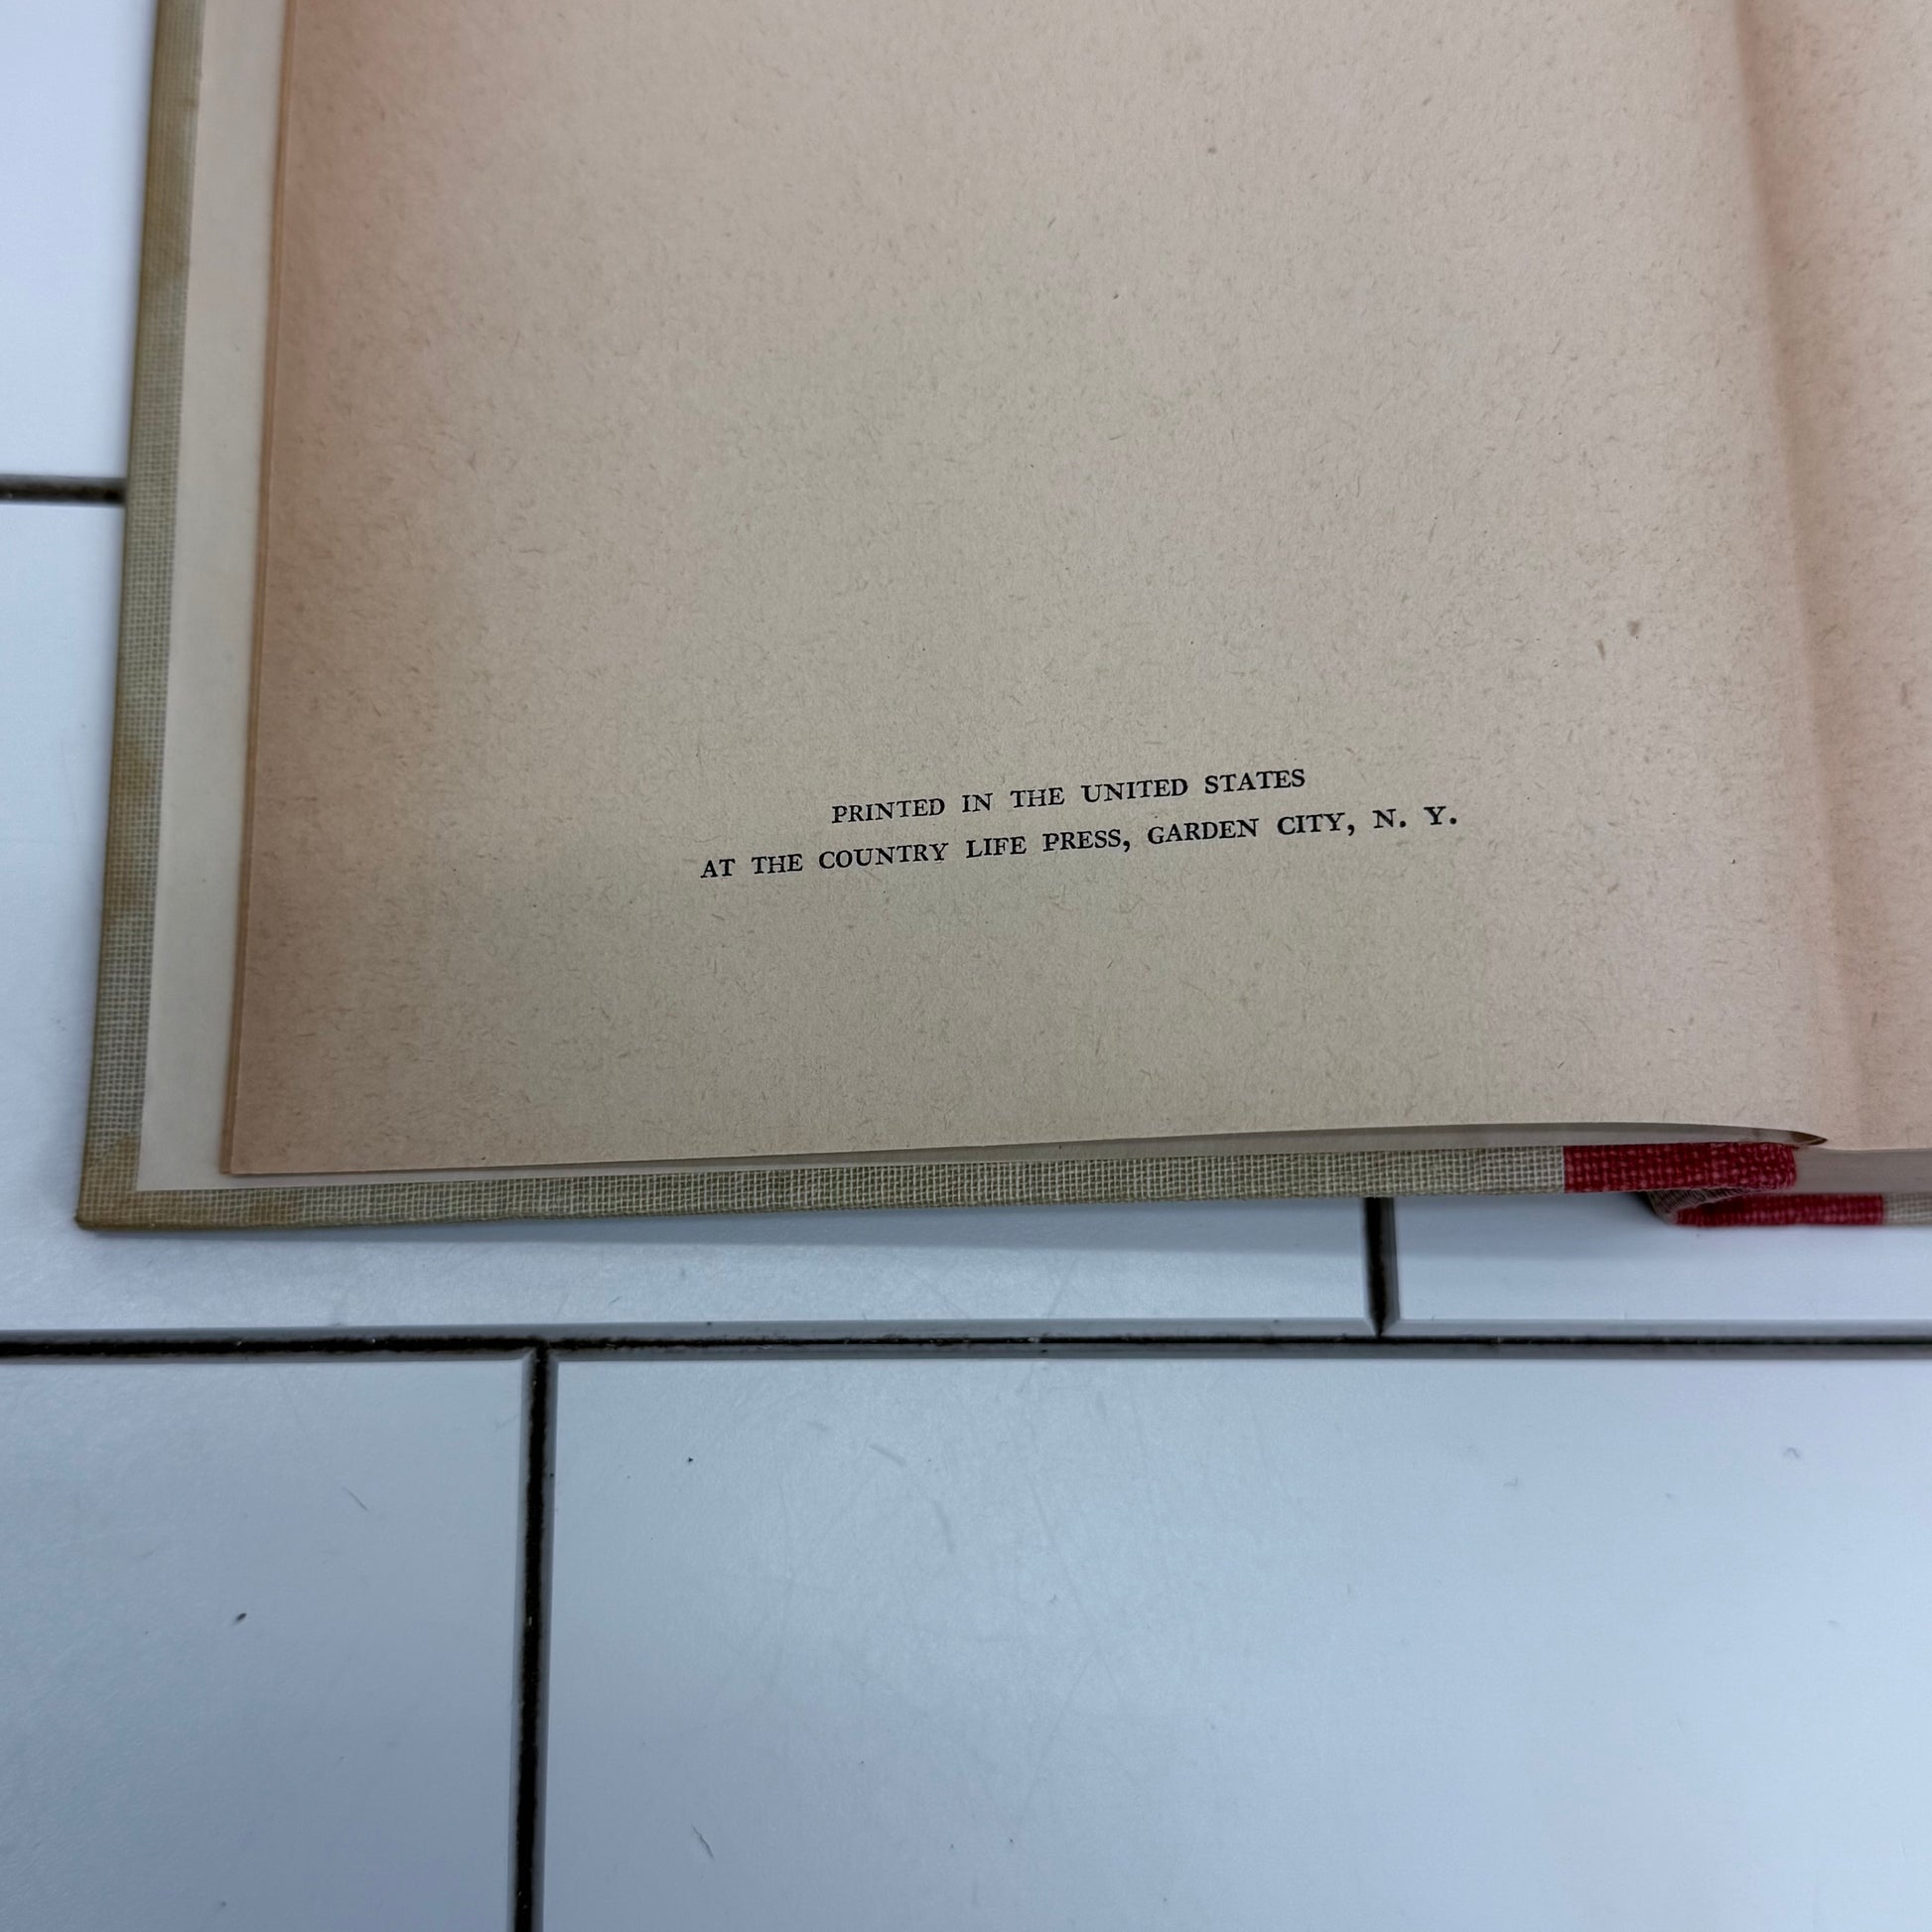 PRINTED IN THE UNITED STATES
AT THE COUNTRY LIFE PRESS, GARDEN CITY, N. Y.